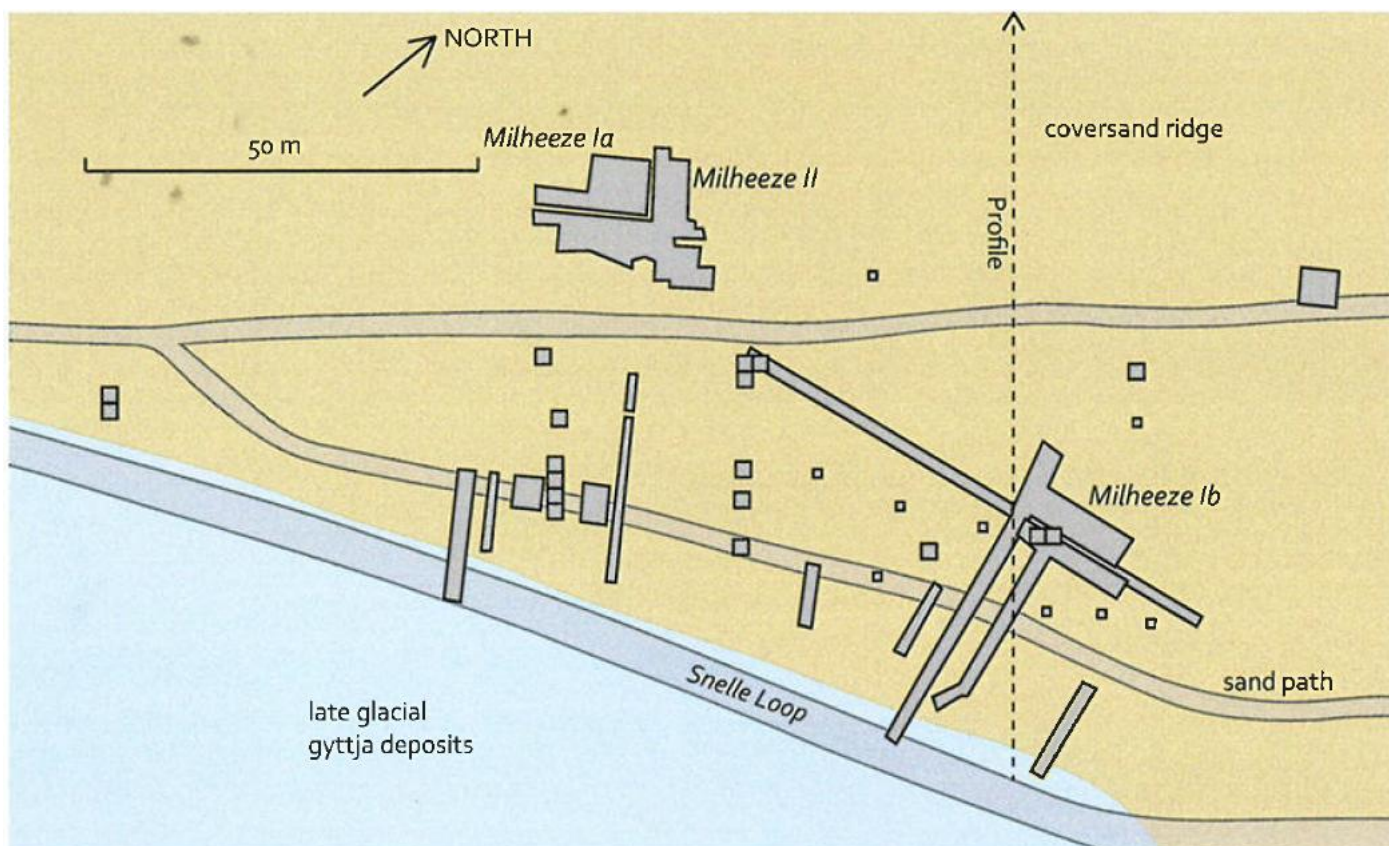 NORTH
50 m
Milheeze Ia
Milheeze II
coversand ridge
Profile
Milheeze Ib
sand path
Snelle Loop
late glacial
gyttja deposits